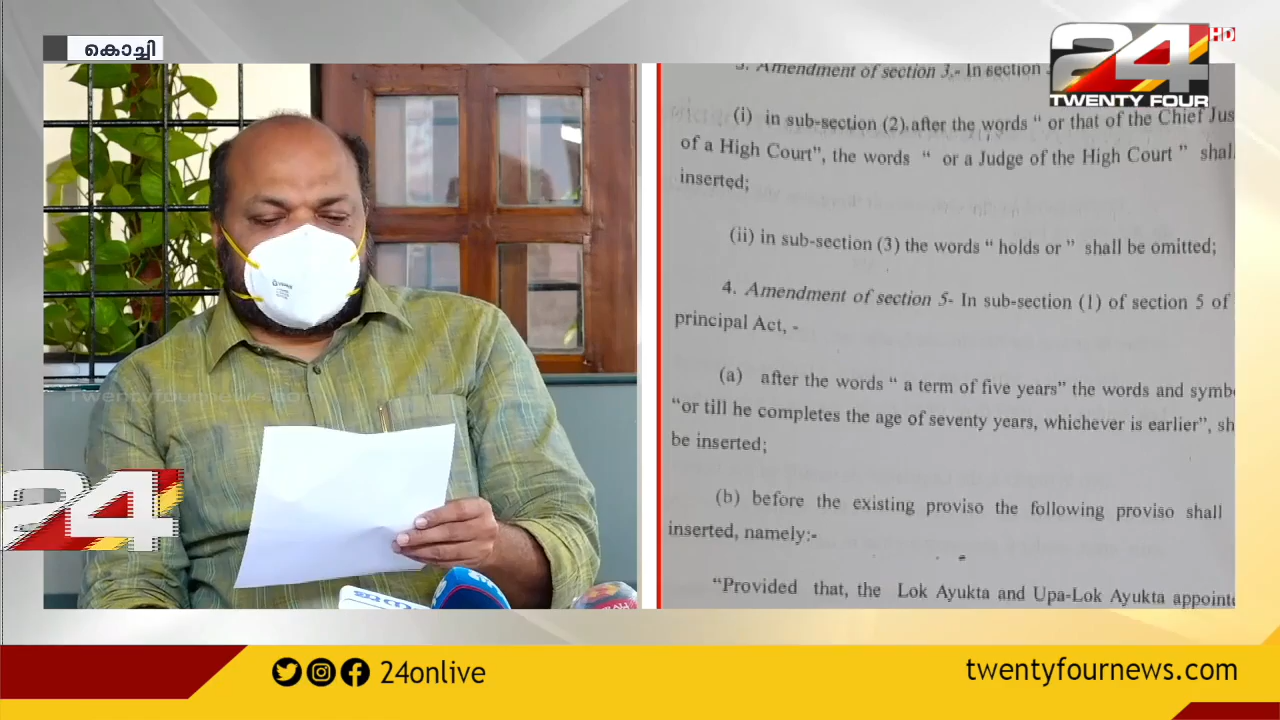 കൊച്ചി
24
HD
TWENTY FOUR
3. Amendment of section 3.- In section
(i) in sub-section (2), after the words “ or that of the Chief Jus
of a High Court”, the words “ or a Judge of the High Court ” shal
inserted;
(ii) in sub-section (3) the words “ holds or ” shall be omitted;
4. Amendment of section 5- In sub-section (1) of section 5 of
principal Act, -
(a) after the words “ a term of five years” the words and symb
“or till he completes the age of seventy years, whichever is earlier”, sh
be inserted;
(b) before the existing proviso the following proviso shall
inserted, namely:-
“Provided that, the Lok Ayukta and Upa-Lok Ayukta appoint
Twentyfournews.com
24
24onlive
twentyfournews.com